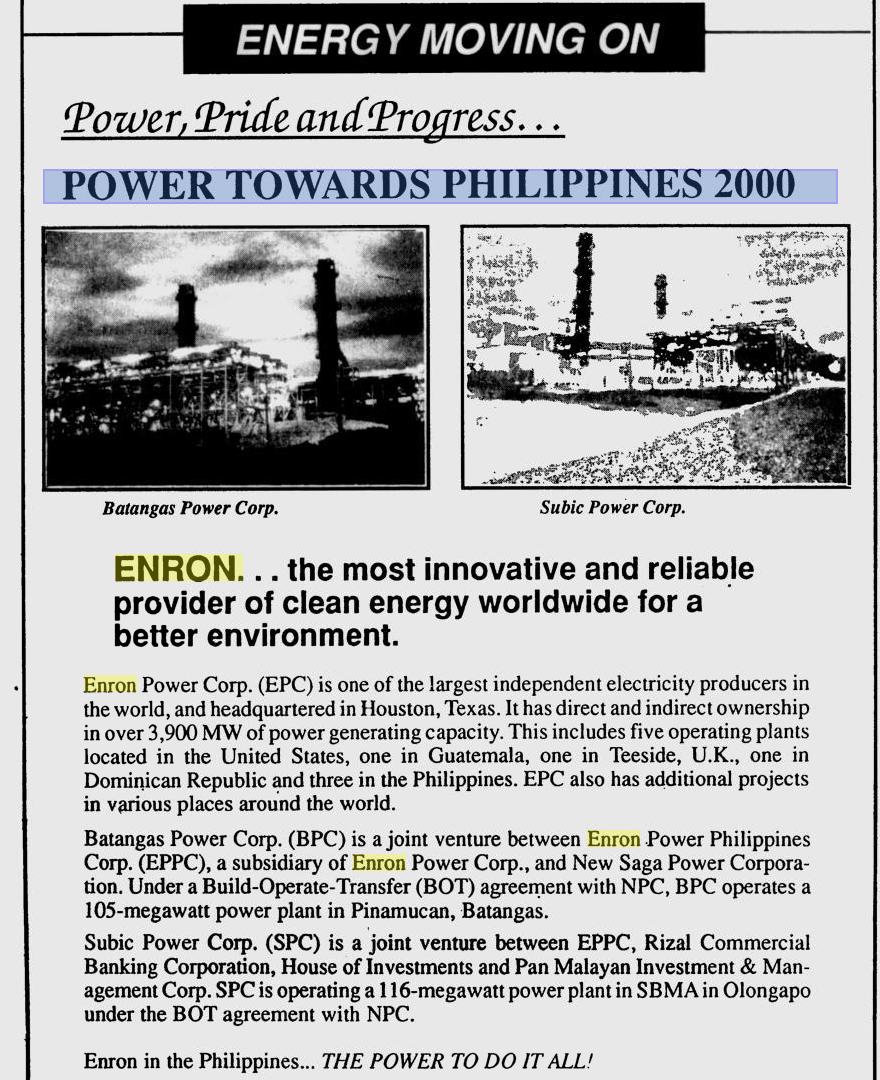 ENERGY MOVING ON
Power, Pride and Progress...
POWER TOWARDS PHILIPPINES 2000
Batangas Power Corp.
Subic Power Corp.
ENRON. . . the most innovative and reliable
provider of clean energy worldwide for a
better environment.
Enron Power Corp. (EPC) is one of the largest independent electricity producers in
the world, and headquartered in Houston, Texas. It has direct and indirect ownership
in over 3,900 MW of power generating capacity. This includes five operating plants
located in the United States, one in Guatemala, one in Teeside, U.K., one in
Dominican Republic and three in the Philippines. EPC also has additional projects
in various places around the world.
Batangas Power Corp. (BPC) is a joint venture between Enron Power Philippines
Corp. (EPPC), a subsidiary of Enron Power Corp., and New Saga Power Corpora-
tion. Under a Build-Operate-Transfer (BOT) agreement with NPC, BPC operates a
105-megawatt power plant in Pinamucan, Batangas.
Subic Power Corp. (SPC) is a joint venture between EPPC, Rizal Commercial
Banking Corporation, House of Investments and Pan Malayan Investment & Man-
agement Corp. SPC is operating a 116-megawatt power plant in SBMA in Olongapo
under the BOT agreement with NPC.
Enron in the Philippines... THE POWER TO DO IT ALL!